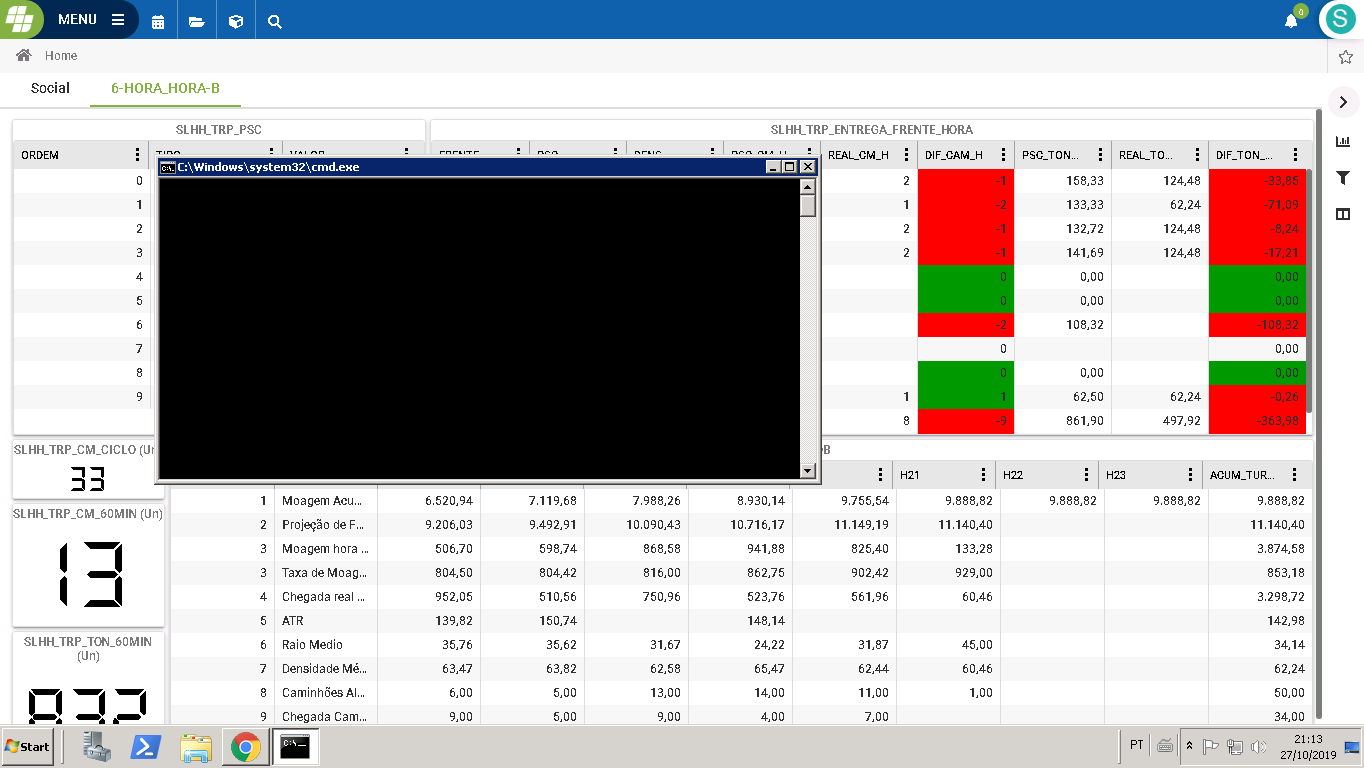 MENU
0
S
Home
Social 6-HORA_HORA-B
SLHH_TRP_PSC
ORDEM TIPO VALOR
0
1
2
3
4
5
6
7
8
9
SLHH_TRP_ENTREGA_FRENTE_HORA
FRENTE PSC DENS PSC_CM_H REAL_CM_H DIF_CAM_H PSC_TON... REAL_TO... DIF_TON_...
2 -1 158,33 124,48 -33,85
1 -2 133,33 62,24 -71,09
2 -1 132,72 124,48 -8,24
2 -1 141,69 124,48 -17,21
0 0,00 0,00
0 0,00 0,00
-2 108,32 -108,32
0 0,00
0 0,00 0,00
1 1 62,50 62,24 -0,26
8 -9 861,90 497,92 -363,98
C:\Windows\system32\cmd.exe
SLHH_TRP_CM_CICLO (Un)
33
SLHH_TRP_CM_60MIN (Un)
13
SLHH_TRP_TON_60MIN
(Un)
832
H21 H22 H23 ACUM_TUR...
1 Moagem Acu... 6.520,94 7.119,68 7.988,26 8.930,14 9.755,54 9.888,82 9.888,82 9.888,82 9.888,82
2 Projeção de F... 9.206,03 9.492,91 10.090,43 10.716,17 11.149,19 11.140,40 11.140,40
3 Moagem hora ... 506,70 598,74 868,58 941,88 825,40 133,28 3.874,58
3 Taxa de Moag... 804,50 804,42 816,00 862,75 902,42 929,00 853,18
4 Chegada real ... 952,05 510,56 750,96 523,76 561,96 60,46 3.298,72
5 ATR 139,82 150,74 148,14 142,98
6 Raio Medio 35,76 35,62 31,67 24,22 31,87 45,00 34,14
7 Densidade Mé... 63,47 63,82 62,58 65,47 62,44 60,46 62,24
8 Caminhões Al... 6,00 5,00 13,00 14,00 11,00 1,00 50,00
9 Chegada Cam... 9,00 5,00 9,00 4,00 7,00 34,00
Start
C:\_
PT
21:13
27/10/2019